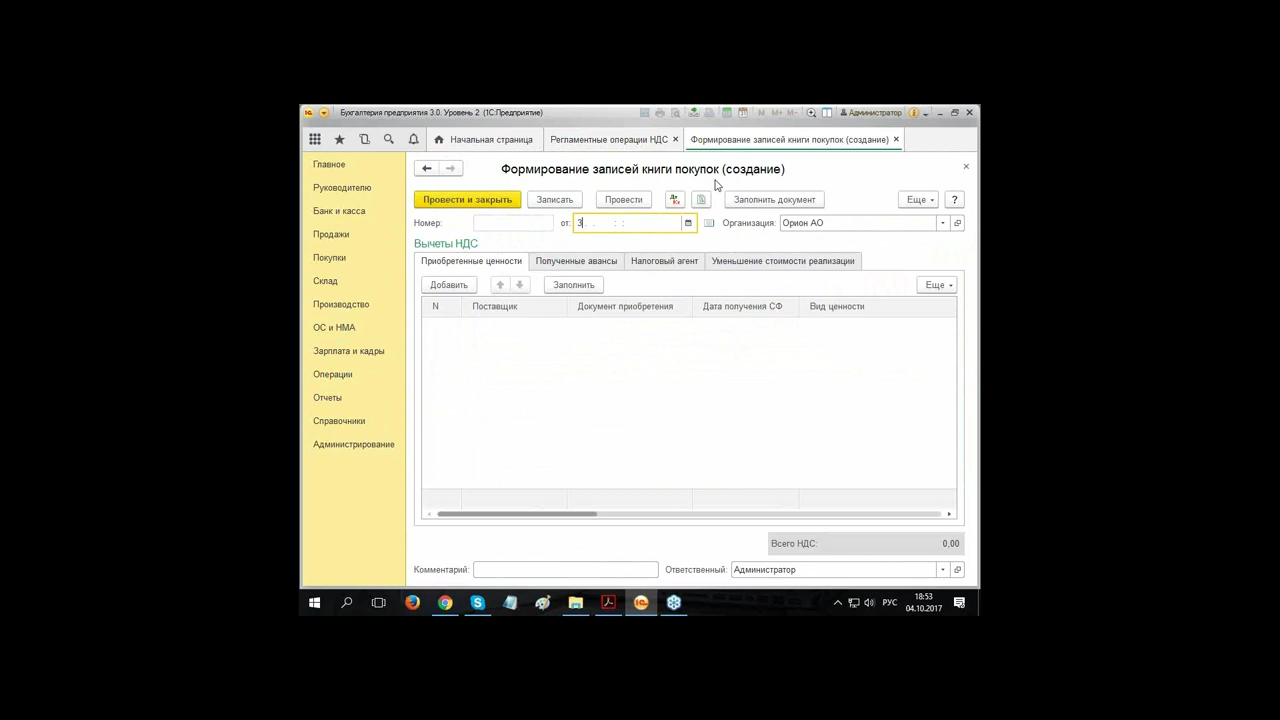 Бухгалтерия предприятия 3.0. Уровень 2 (1С:Предприятие)
M M+ M- Администратор
Начальная страница Регламентные операции НДС Формирование записей книги покупок (создание)
Главное
Руководителю
Банк и касса
Продажи
Покупки
Склад
Производство
ОС и НМА
Зарплата и кадры
Операции
Отчеты
Справочники
Администрирование
Формирование записей книги покупок (создание)
Провести и закрыть Записать Провести Дт Кт Заполнить документ Еще ?
Номер: от: 3 . . : : Организация: Орион АО
Вычеты НДС
Приобретенные ценности Полученные авансы Налоговый агент Уменьшение стоимости реализации
Добавить Заполнить Еще
N Поставщик Документ приобретения Дата получения СФ Вид ценности
Всего НДС: 0,00
Комментарий: Ответственный: Администратор
РУС 18:53
04.10.2017